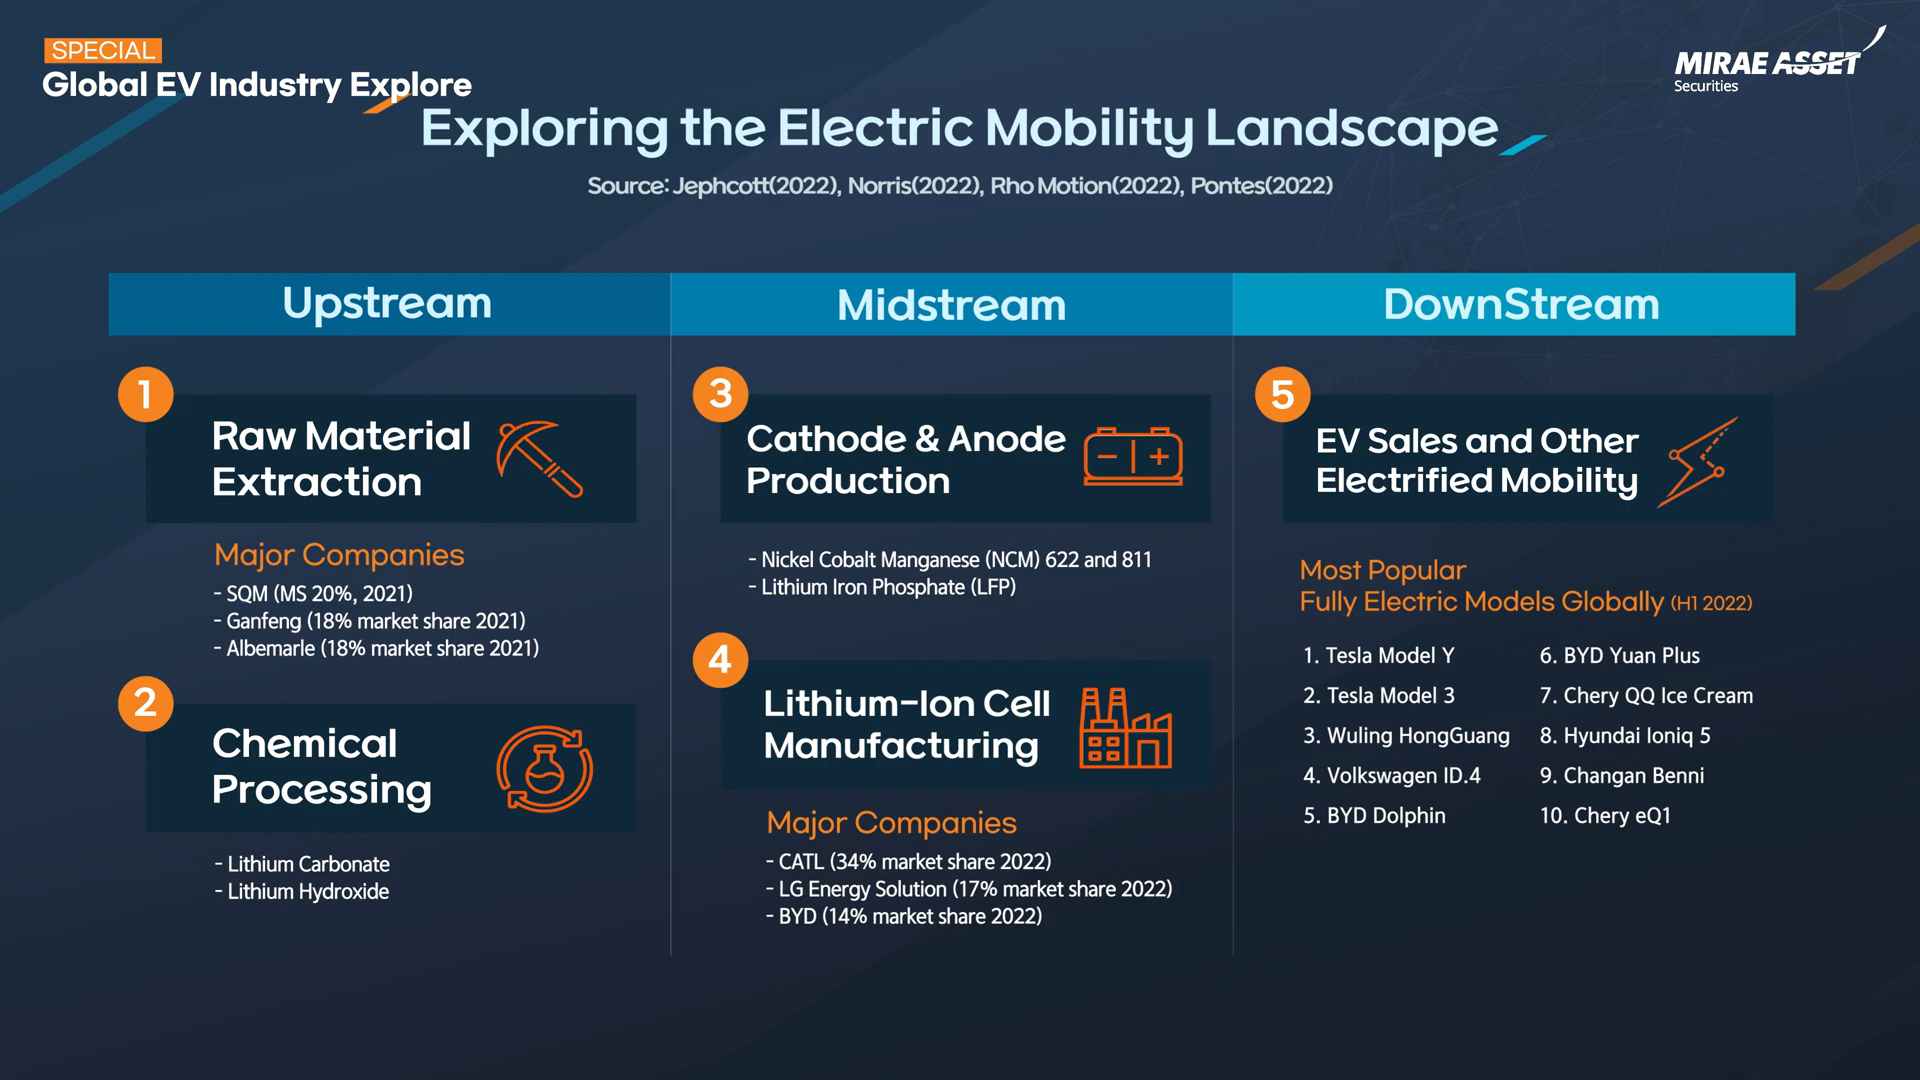 SPECIAL
Global EV Industry Explore
MIRAE ASSET
Securities
Exploring the Electric Mobility Landscape
Source: Jephcott(2022), Norris(2022), Rho Motion(2022), Pontes(2022)
Upstream
1
Raw Material
Extraction
Major Companies
- SQM (MS 20%, 2021)
- Ganfeng (18% market share 2021)
- Albemarle (18% market share 2021)
2
Chemical
Processing
- Lithium Carbonate
- Lithium Hydroxide
Midstream
3
Cathode & Anode
Production
- Nickel Cobalt Manganese (NCM) 622 and 811
- Lithium Iron Phosphate (LFP)
4
Lithium-Ion Cell
Manufacturing
Major Companies
- CATL (34% market share 2022)
- LG Energy Solution (17% market share 2022)
- BYD (14% market share 2022)
DownStream
5
EV Sales and Other
Electrified Mobility
Most Popular
Fully Electric Models Globally (H1 2022)
1. Tesla Model Y
2. Tesla Model 3
3. Wuling HongGuang
4. Volkswagen ID.4
5. BYD Dolphin
6. BYD Yuan Plus
7. Chery QQ Ice Cream
8. Hyundai Ioniq 5
9. Changan Benni
10. Chery eQ1